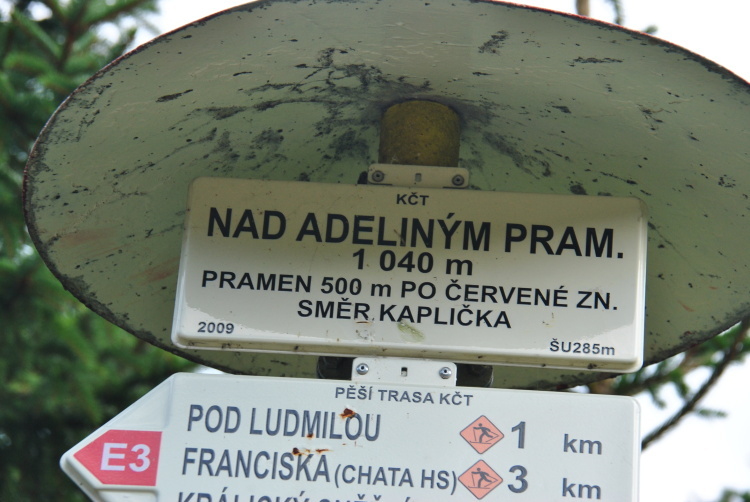 KČT
NAD ADELINÝM PRAM.
1 040 m
PRAMEN 500 m PO ČERVENÉ ZN.
SMĚR KAPLIČKA
2009 ŠU285m
PĚŠÍ TRASA KČT
POD LUDMILOU 1 km
E3
FRANCISKA (CHATA HS) 3 km
KRÁLICKÝ